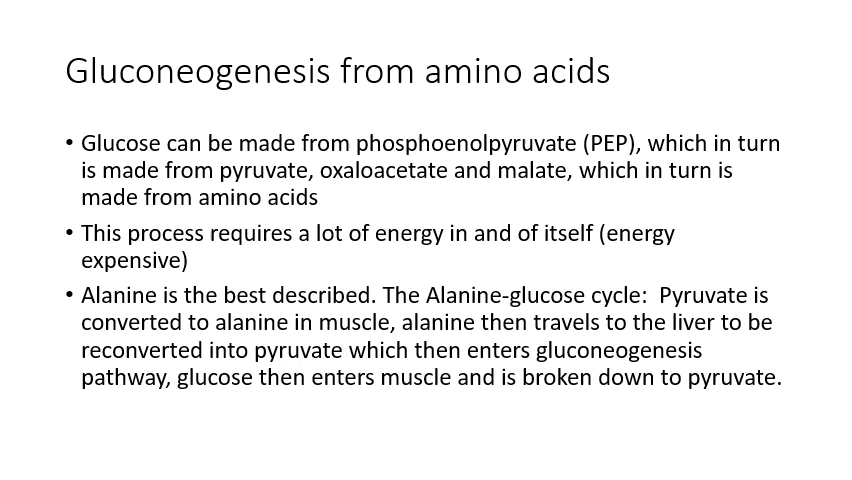 Gluconeogenesis from amino acids
• Glucose can be made from phosphoenolpyruvate (PEP), which in turn
is made from pyruvate, oxaloacetate and malate, which in turn is
made from amino acids
• This process requires a lot of energy in and of itself (energy
expensive)
• Alanine is the best described. The Alanine-glucose cycle:  Pyruvate is
converted to alanine in muscle, alanine then travels to the liver to be
reconverted into pyruvate which then enters gluconeogenesis
pathway, glucose then enters muscle and is broken down to pyruvate.